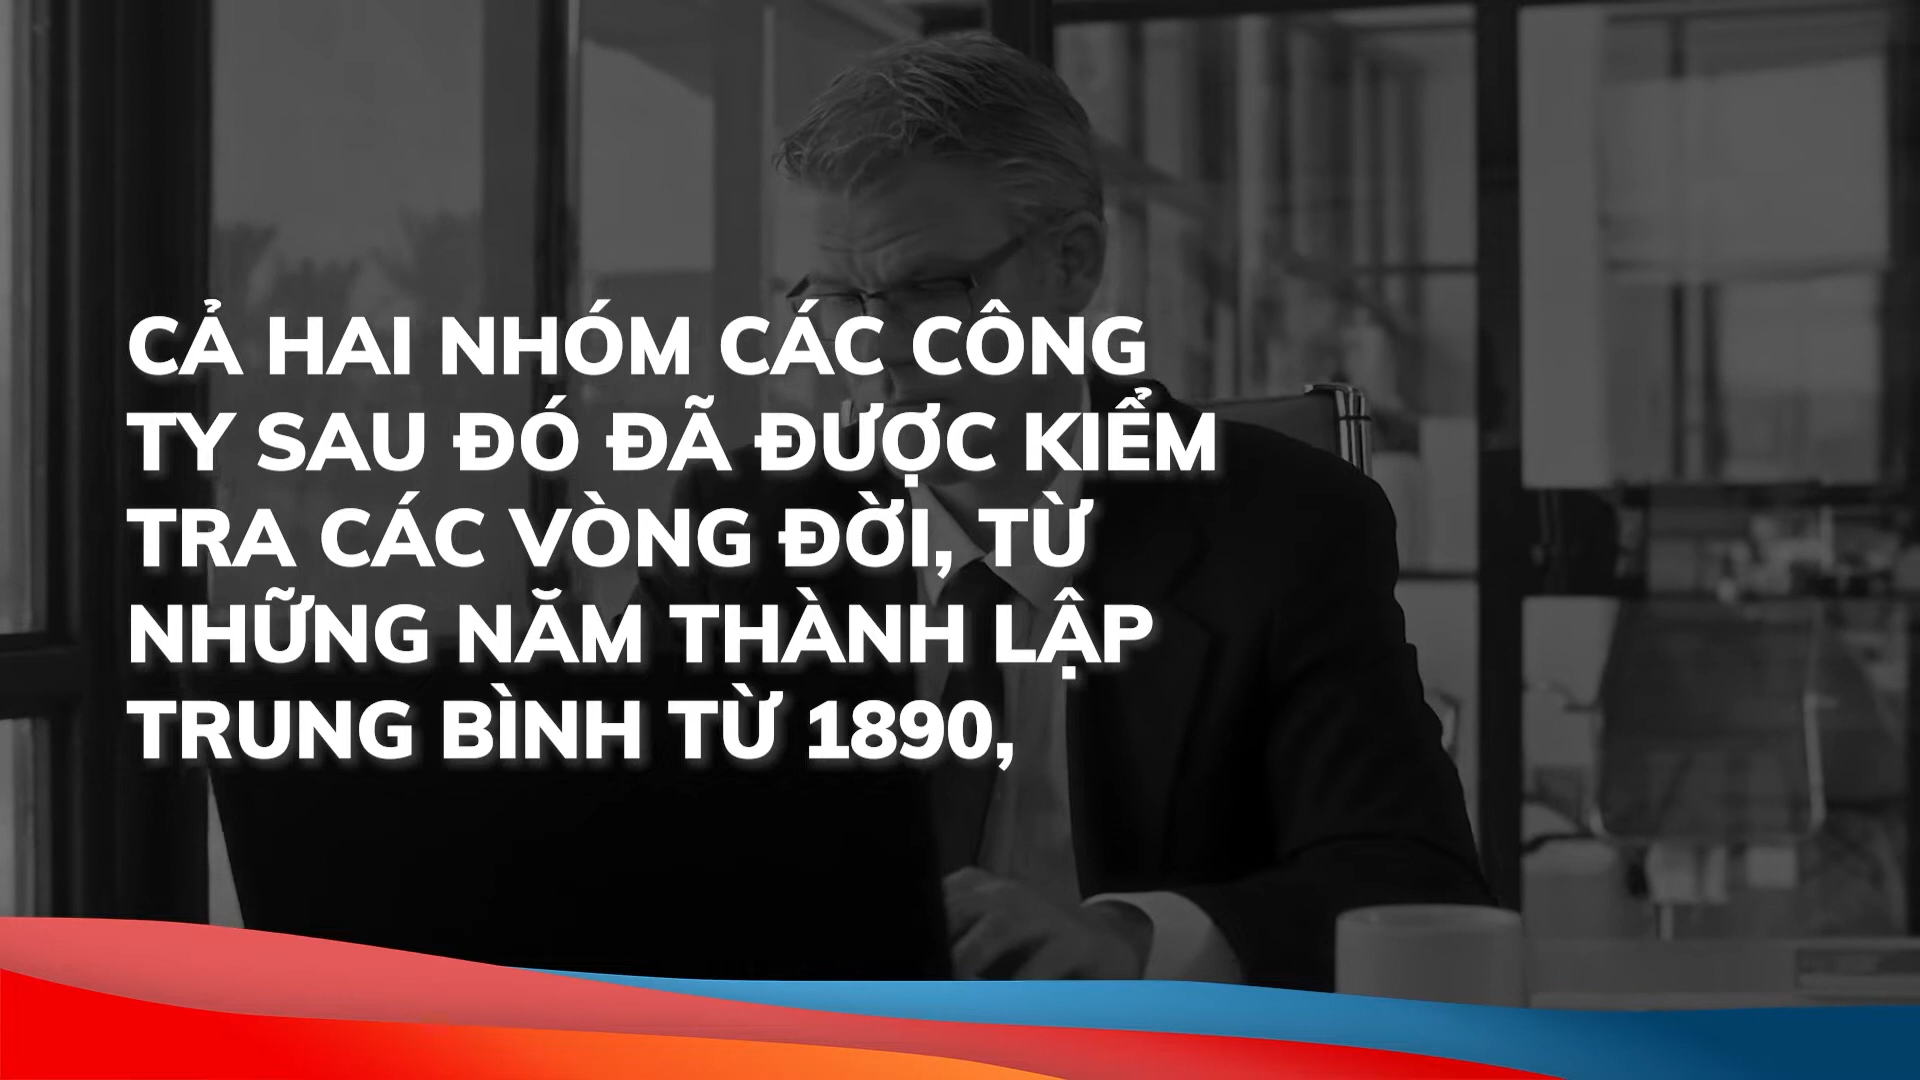 CẢ HAI NHÓM CÁC CÔNG
TY SAU ĐÓ ĐÃ ĐƯỢC KIỂM
TRA CÁC VÒNG ĐỜI, TỪ
NHỮNG NĂM THÀNH LẬP
TRUNG BÌNH TỪ 1890,